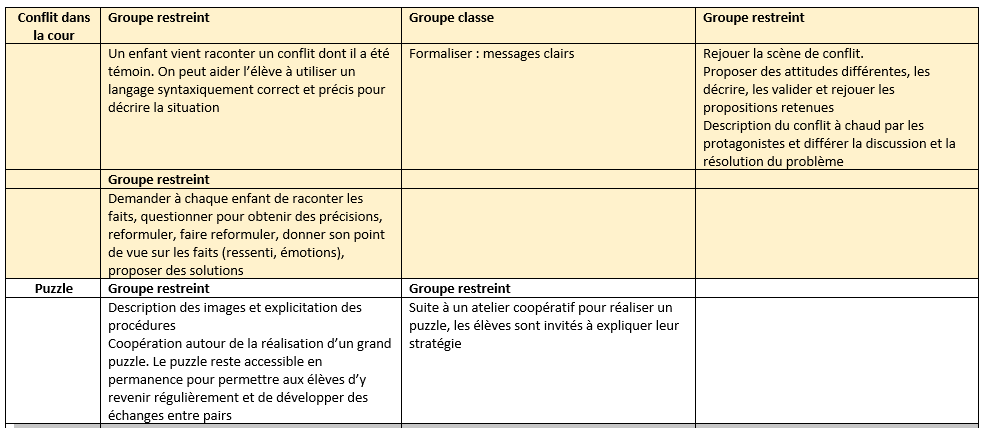 Conflit dans
la cour
Groupe restreint
Groupe classe
Groupe restreint
Un enfant vient raconter un conflit dont il a été
témoin. On peut aider l’élève à utiliser un
langage syntaxiquement correct et précis pour
décrire la situation
Formaliser : messages clairs
Rejouer la scène de conflit.
Proposer des attitudes différentes, les
décrire, les valider et rejouer les
propositions retenues
Description du conflit à chaud par les
protagonistes et différer la discussion et la
résolution du problème
Groupe restreint
Demander à chaque enfant de raconter les
faits, questionner pour obtenir des précisions,
reformuler, faire reformuler, donner son point
de vue sur les faits (ressenti, émotions),
proposer des solutions
Puzzle
Groupe restreint
Groupe restreint
Description des images et explicitation des
procédures
Coopération autour de la réalisation d’un grand
puzzle. Le puzzle reste accessible en
permanence pour permettre aux élèves d’y
revenir régulièrement et de développer des
échanges entre pairs
Suite à un atelier coopératif pour réaliser un
puzzle, les élèves sont invités à expliquer leur
stratégie